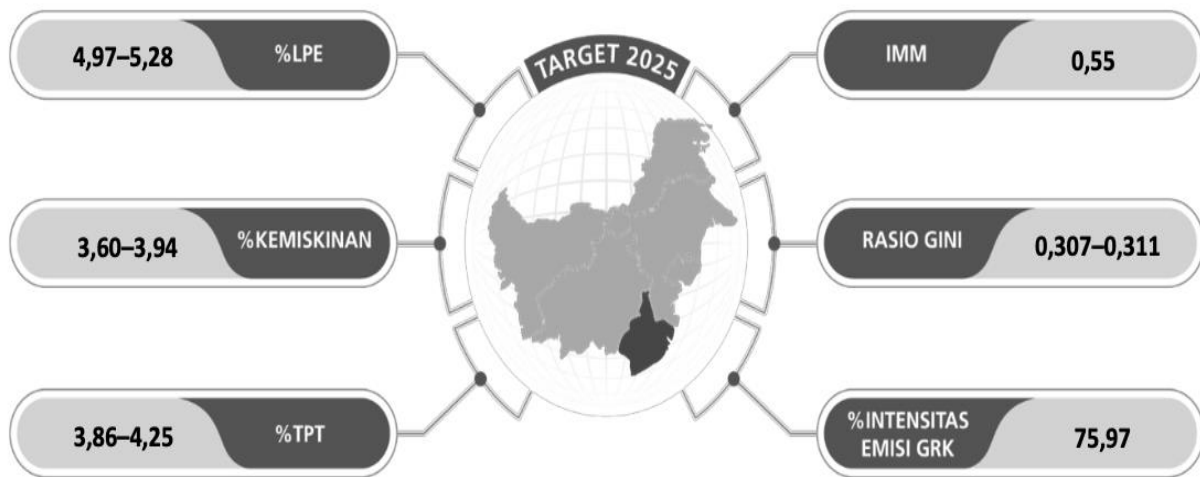 TARGET 2025
4,97–5,28
%LPE
3,60–3,94
%KEMISKINAN
3,86–4,25
%TPT
IMM
0,55
RASIO GINI
0,307–0,311
%INTENSITAS
EMISI GRK
75,97